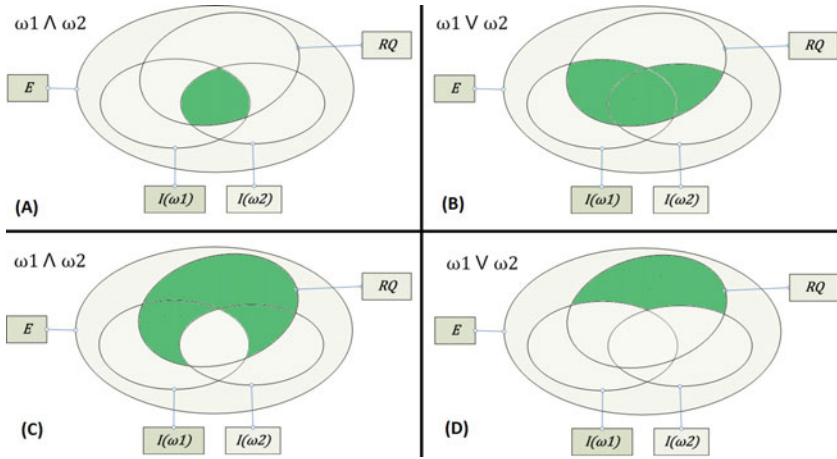 ω1 Λ ω2
RQ
E
I(ω1)
I(ω2)
(A)
ω1 V ω2
RQ
E
I(ω1)
I(ω2)
(B)
ω1 Λ ω2
RQ
E
I(ω1)
I(ω2)
(C)
ω1 V ω2
RQ
E
I(ω1)
I(ω2)
(D)